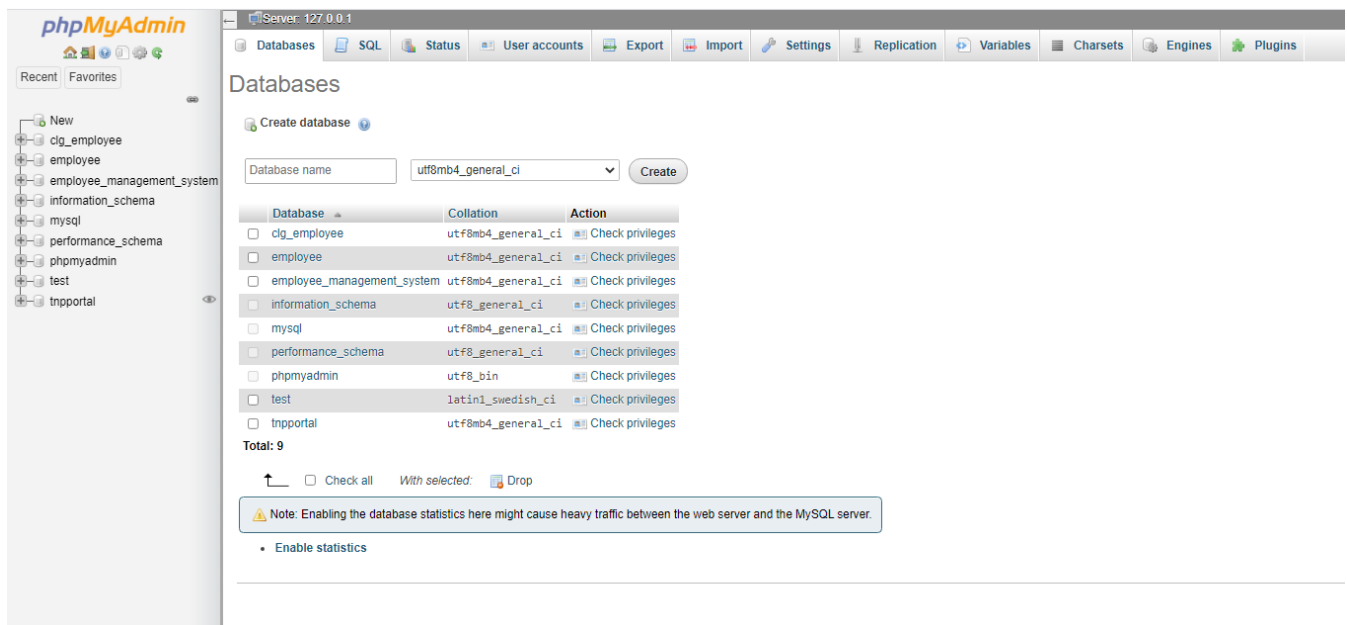 phpMyAdmin
Recent Favorites
New
clg_employee
employee
employee_management_system
information_schema
mysql
performance_schema
phpmyadmin
test
tnpportal
Server: 127.0.0.1
Databases SQL Status User accounts Export Import Settings Replication Variables Charsets Engines Plugins
Databases
Create database
Database name utf8mb4_general_ci Create
Database Collation Action
clg_employee utf8mb4_general_ci Check privileges
employee utf8mb4_general_ci Check privileges
employee_management_system utf8mb4_general_ci Check privileges
information_schema utf8_general_ci Check privileges
mysql utf8mb4_general_ci Check privileges
performance_schema utf8_general_ci Check privileges
phpmyadmin utf8_bin Check privileges
test latin1_swedish_ci Check privileges
tnpportal utf8mb4_general_ci Check privileges
Total: 9
Check all With selected: Drop
Note: Enabling the database statistics here might cause heavy traffic between the web server and the MySQL server.
• Enable statistics